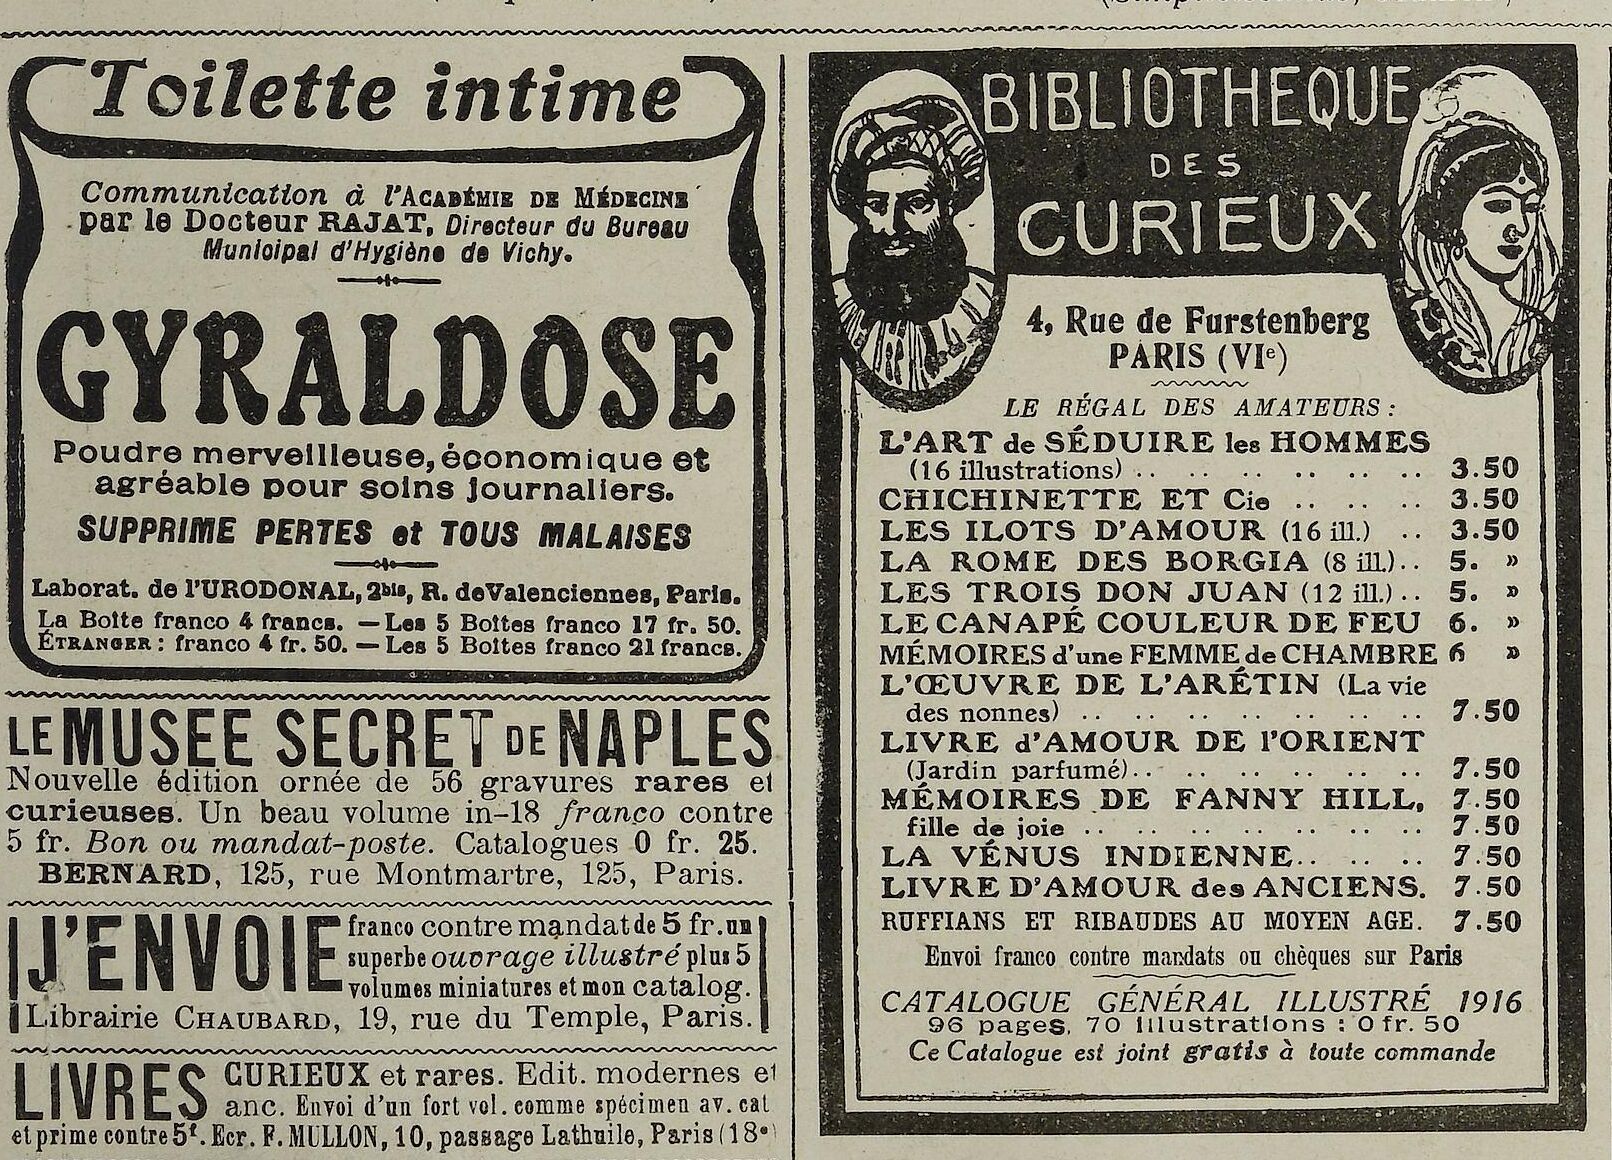 Toilette intime
Communication à l'ACADÉMIE DE MÉDECINE
par le Docteur RAJAT, Directeur du Bureau
Municipal d'Hygiène de Vichy.
GYRALDOSE
Poudre merveilleuse, économique et
agréable pour soins journaliers.
SUPPRIME PERTES et TOUS MALAISES
Laborat. de l'URODONAL, 2bis, R. de Valenciennes, Paris.
La Boîte franco 4 francs. — Les 5 Boîtes franco 17 fr. 50.
ÉTRANGER : franco 4 fr. 50. — Les 5 Boîtes franco 21 francs.
LE MUSEE SECRET DE NAPLES
Nouvelle édition ornée de 56 gravures rares et
curieuses. Un beau volume in-18 franco contre
5 fr. Bon ou mandat-poste. Catalogues 0 fr. 25.
BERNARD, 125, rue Montmartre, 125, Paris.
J'ENVOIE franco contre mandat de 5 fr. un
superbe ouvrage illustré plus 5
volumes miniatures et mon catalog.
Librairie CHAUBARD, 19, rue du Temple, Paris.
LIVRES CURIEUX et rares. Edit. modernes et
anc. Envoi d'un fort vol. comme spécimen av. cat
et prime contre 5f. Ecr. F. MULLON, 10, passage Lathuile, Paris (18e)
BIBLIOTHEQUE
DES
CURIEUX
4, Rue de Furstenberg
PARIS (VIe)
LE RÉGAL DES AMATEURS :
L'ART de SÉDUIRE les HOMMES
(16 illustrations) .. .. .. .. .. .. .. 3.50
CHICHINETTE ET Cie .. .. .. 3.50
LES ILOTS D'AMOUR (16 ill.) .. 3.50
LA ROME DES BORGIA (8 ill.).. 5. »
LES TROIS DON JUAN (12 ill.).. 5. »
LE CANAPÉ COULEUR DE FEU 6. »
MÉMOIRES d'une FEMME de CHAMBRE 6 »
L'ŒUVRE DE L'ARÉTIN (La vie
des nonnes) .. .. .. .. .. .. .. .. 7.50
LIVRE d'AMOUR DE l'ORIENT
(Jardin parfumé).. .. .. .. .. .. .. 7.50
MÉMOIRES DE FANNY HILL, 7.50
fille de joie .. .. .. .. .. .. .. .. 7.50
LA VÉNUS INDIENNE.. .. .. 7.50
LIVRE D'AMOUR des ANCIENS. 7.50
RUFFIANS ET RIBAUDES AU MOYEN AGE. 7.50
Envoi franco contre mandats ou chèques sur Paris
CATALOGUE GÉNÉRAL ILLUSTRÉ 1916
96 pages, 70 illustrations : 0 fr. 50
Ce Catalogue est joint gratis à toute commande